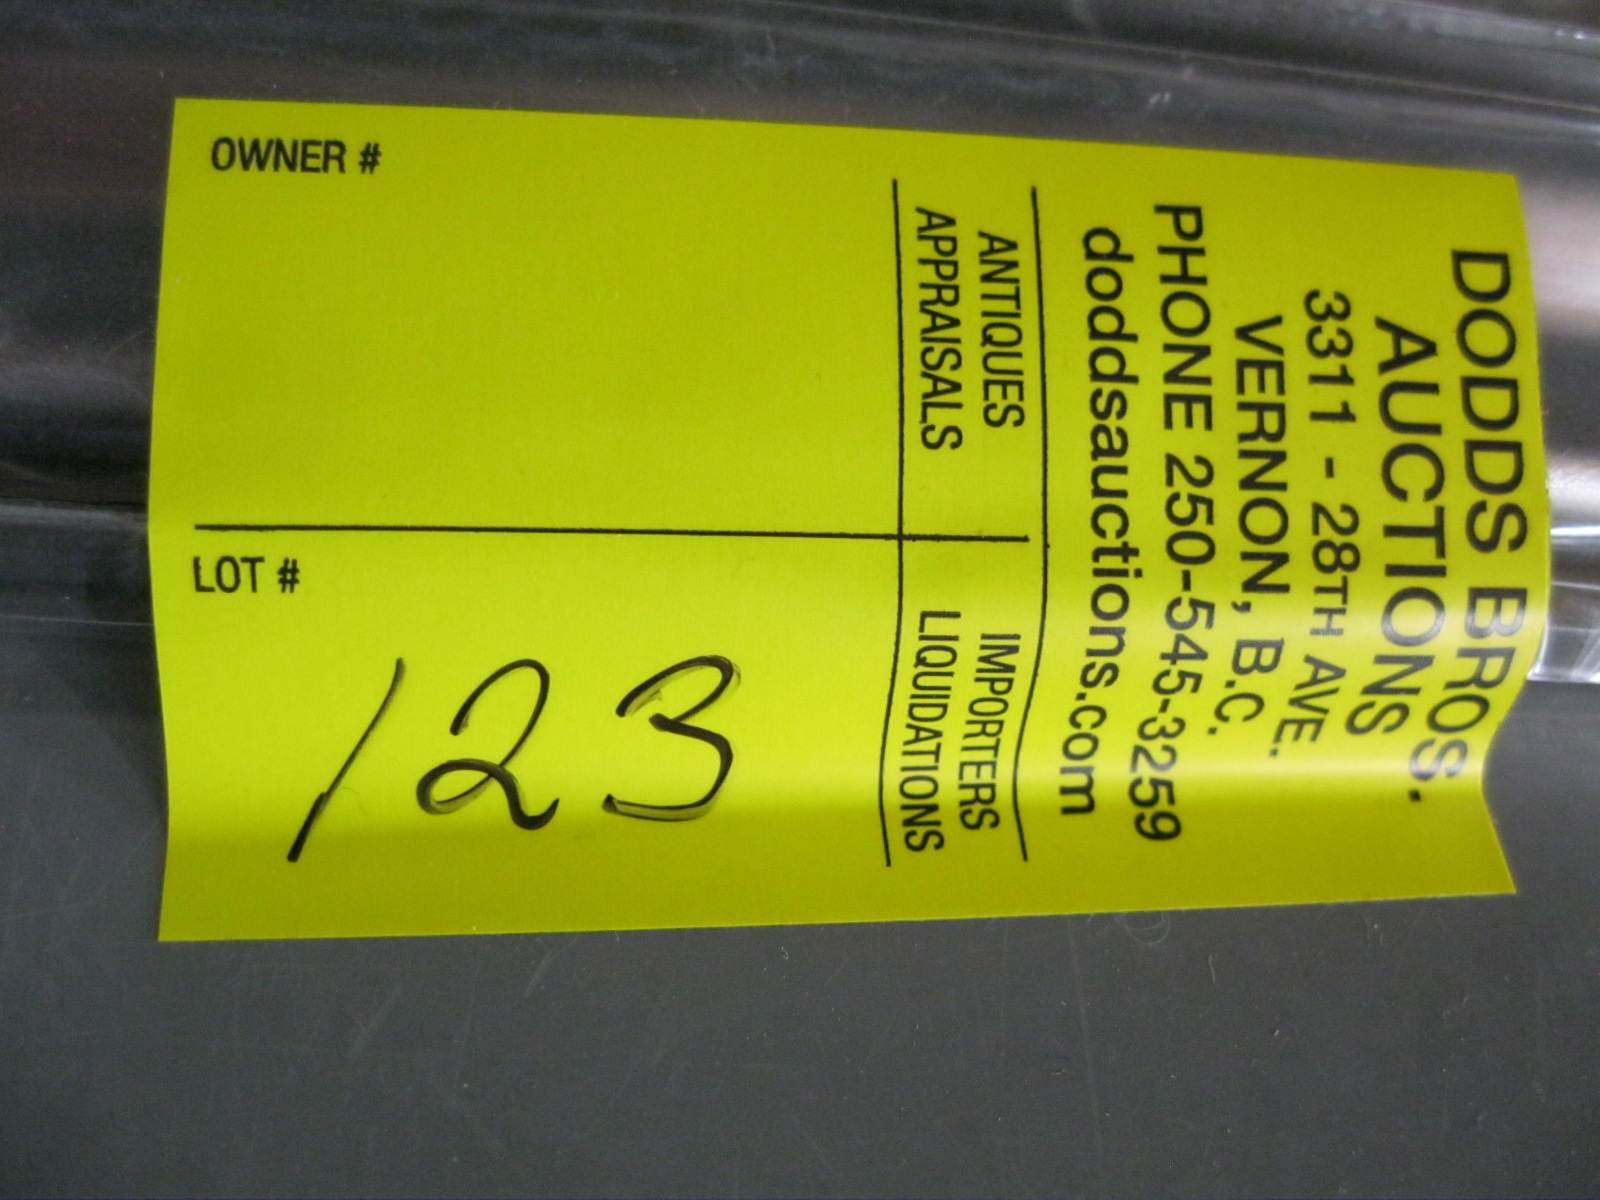 DODDS BROS.
AUCTIONS
3311 - 28TH AVE.
VERNON, B.C.
PHONE 250-545-3259
doddsauctions.com
ANTIQUES
APPRAISALS
IMPORTERS
LIQUIDATIONS
OWNER #
LOT #
123